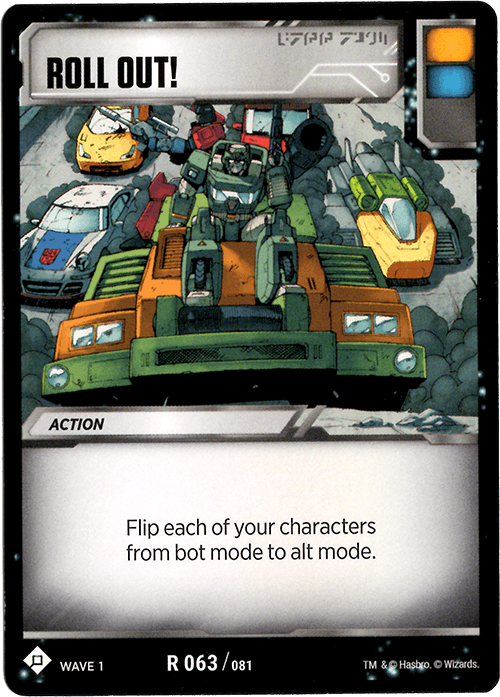 ROLL OUT!
ACTION
Flip each of your characters
from bot mode to alt mode.
WAVE 1
R 063 / 081
TM & © Hasbro. © Wizards.